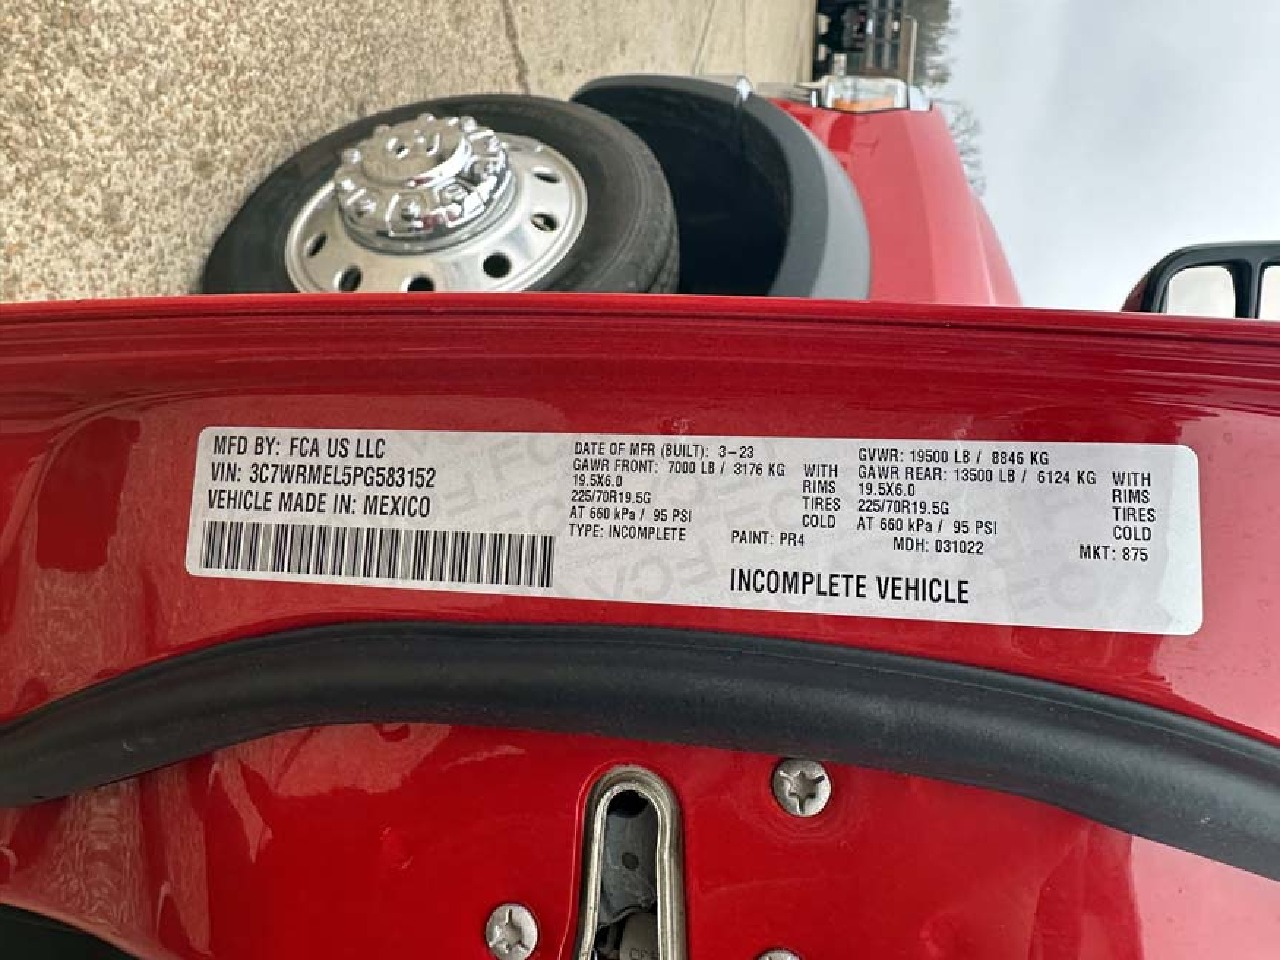 MFD BY: FCA US LLC
VIN: 3C7WRMEL5PG583152
VEHICLE MADE IN: MEXICO
DATE OF MFR (BUILT): 3-23
GAWR FRONT: 7000 LB / 3176 KG WITH
19.5X6.0 RIMS
225/70R19.5G TIRES
AT 660 kPa / 95 PSI COLD
TYPE: INCOMPLETE PAINT: PR4
GVWR: 19500 LB / 8846 KG
GAWR REAR: 13500 LB / 6124 KG WITH
19.5X6.0 RIMS
225/70R19.5G TIRES
AT 660 kPa / 95 PSI COLD
MDH: 031022 MKT: 875
INCOMPLETE VEHICLE